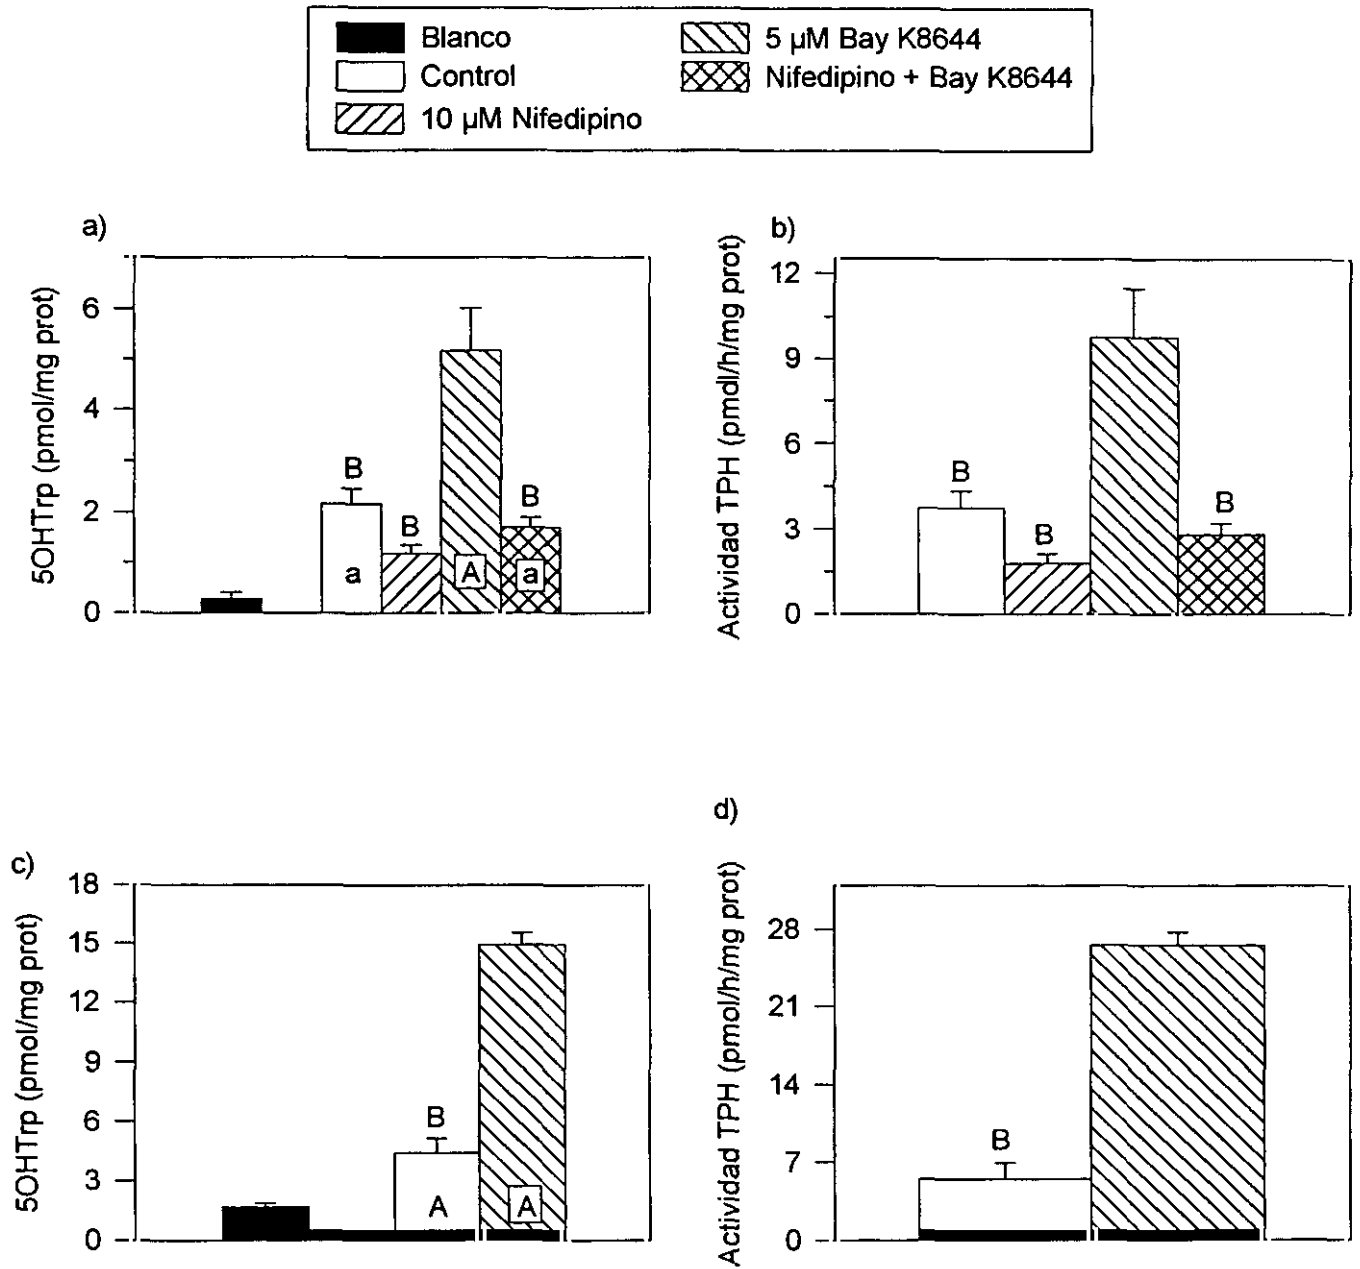 Blanco
Control
10 µM Nifedipino
5 µM Bay K8644
Nifedipino + Bay K8644
a)
5OHTrp (pmol/mg prot)
6
4
2
0
B
B
B
a
A
a
b)
Actividad TPH (pmdl/h/mg prot)
12
9
6
3
0
B
B
B
c)
5OHTrp (pmol/mg prot)
18
15
12
9
6
3
0
B
A
A
d)
Actividad TPH (pmol/h/mg prot)
28
21
14
7
0
B